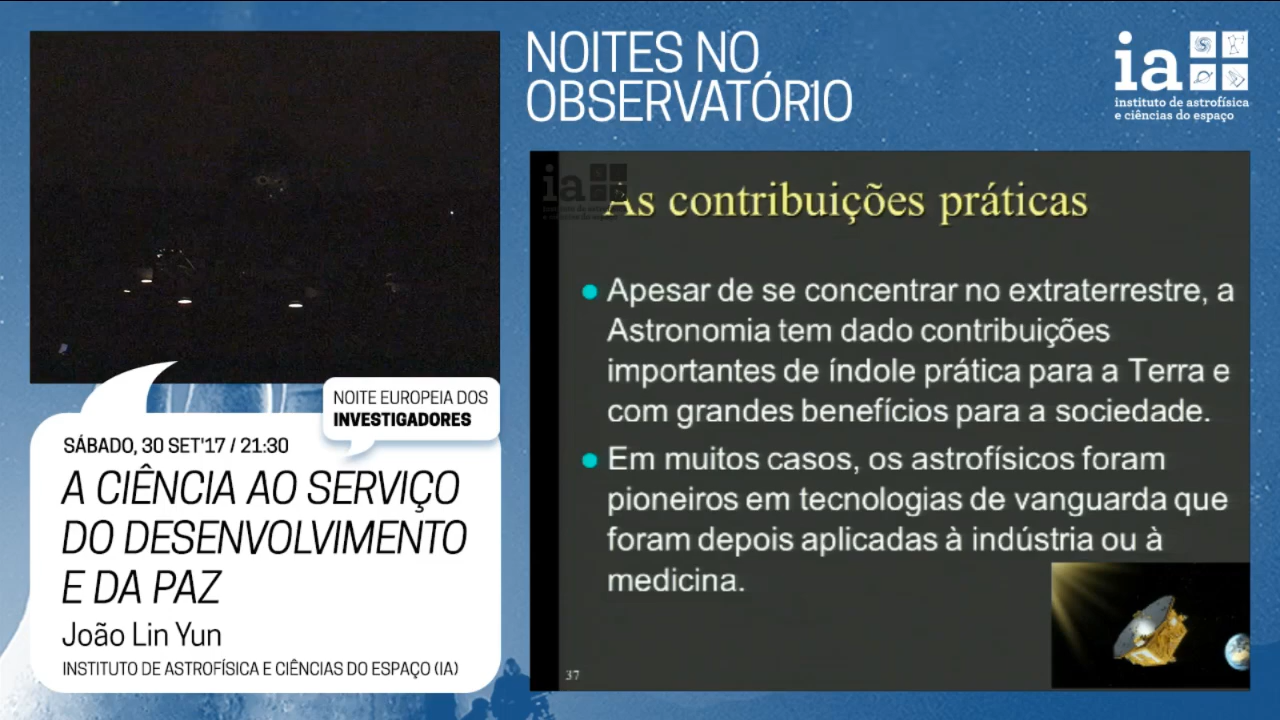 NOITES NO
OBSERVATÓRIO
ia
instituto de astrofísica
e ciências do espaço
NOITE EUROPEIA DOS
INVESTIGADORES
SÁBADO, 30 SET'17 / 21:30
A CIÊNCIA AO SERVIÇO
DO DESENVOLVIMENTO
E DA PAZ
João Lin Yun
INSTITUTO DE ASTROFÍSICA E CIÊNCIAS DO ESPAÇO (IA)
ia
As contribuições práticas
Apesar de se concentrar no extraterrestre, a
Astronomia tem dado contribuições
importantes de índole prática para a Terra e
com grandes benefícios para a sociedade.
Em muitos casos, os astrofísicos foram
pioneiros em tecnologias de vanguarda que
foram depois aplicadas à indústria ou à
medicina.
37